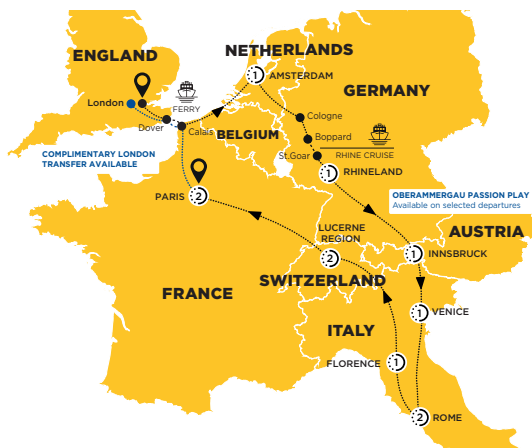 ENGLAND
NETHERLANDS
London
FERRY
1
AMSTERDAM
GERMANY
Dover
Calais
Cologne
BELGIUM
Boppard
RHINE CRUISE
St.Goar
COMPLIMENTARY LONDON
TRANSFER AVAILABLE
1
RHINELAND
PARIS
2
OBERAMMERGAU PASSION PLAY
Available on selected departures
LUCERNE
REGION
2
AUSTRIA
1
INNSBRUCK
SWITZERLAND
FRANCE
1
VENICE
ITALY
FLORENCE
1
2
ROME